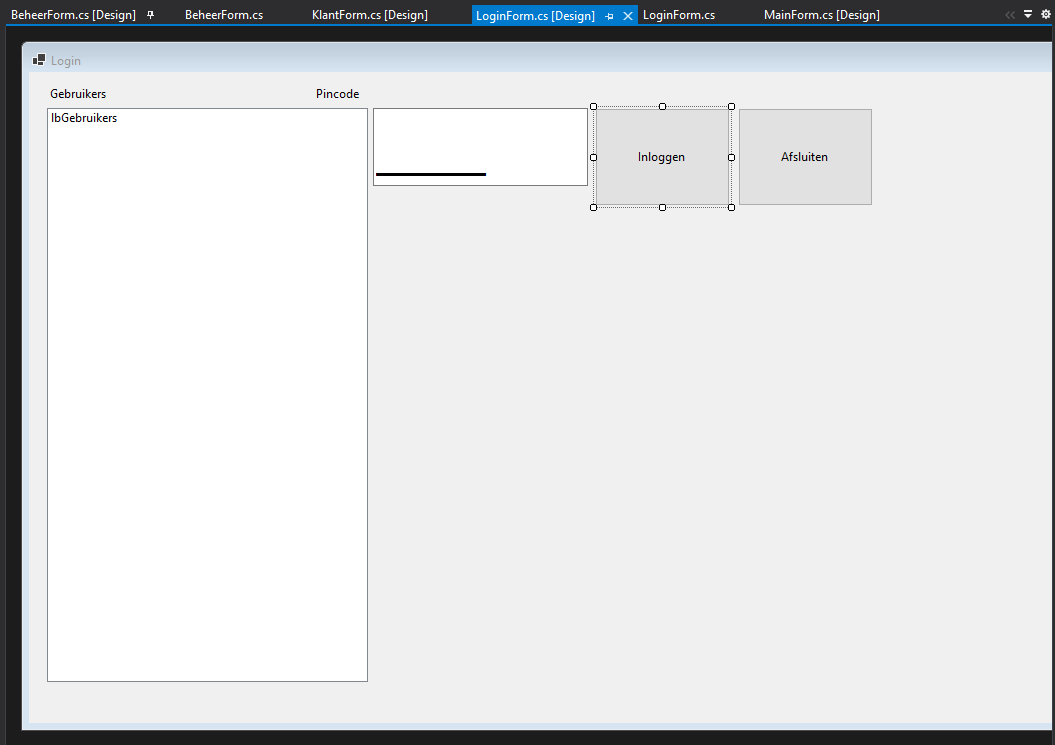 BeheerForm.cs [Design] BeheerForm.cs KlantForm.cs [Design] LoginForm.cs [Design] LoginForm.cs MainForm.cs [Design]
Login
Gebruikers Pincode
lbGebruikers
Inloggen Afsluiten